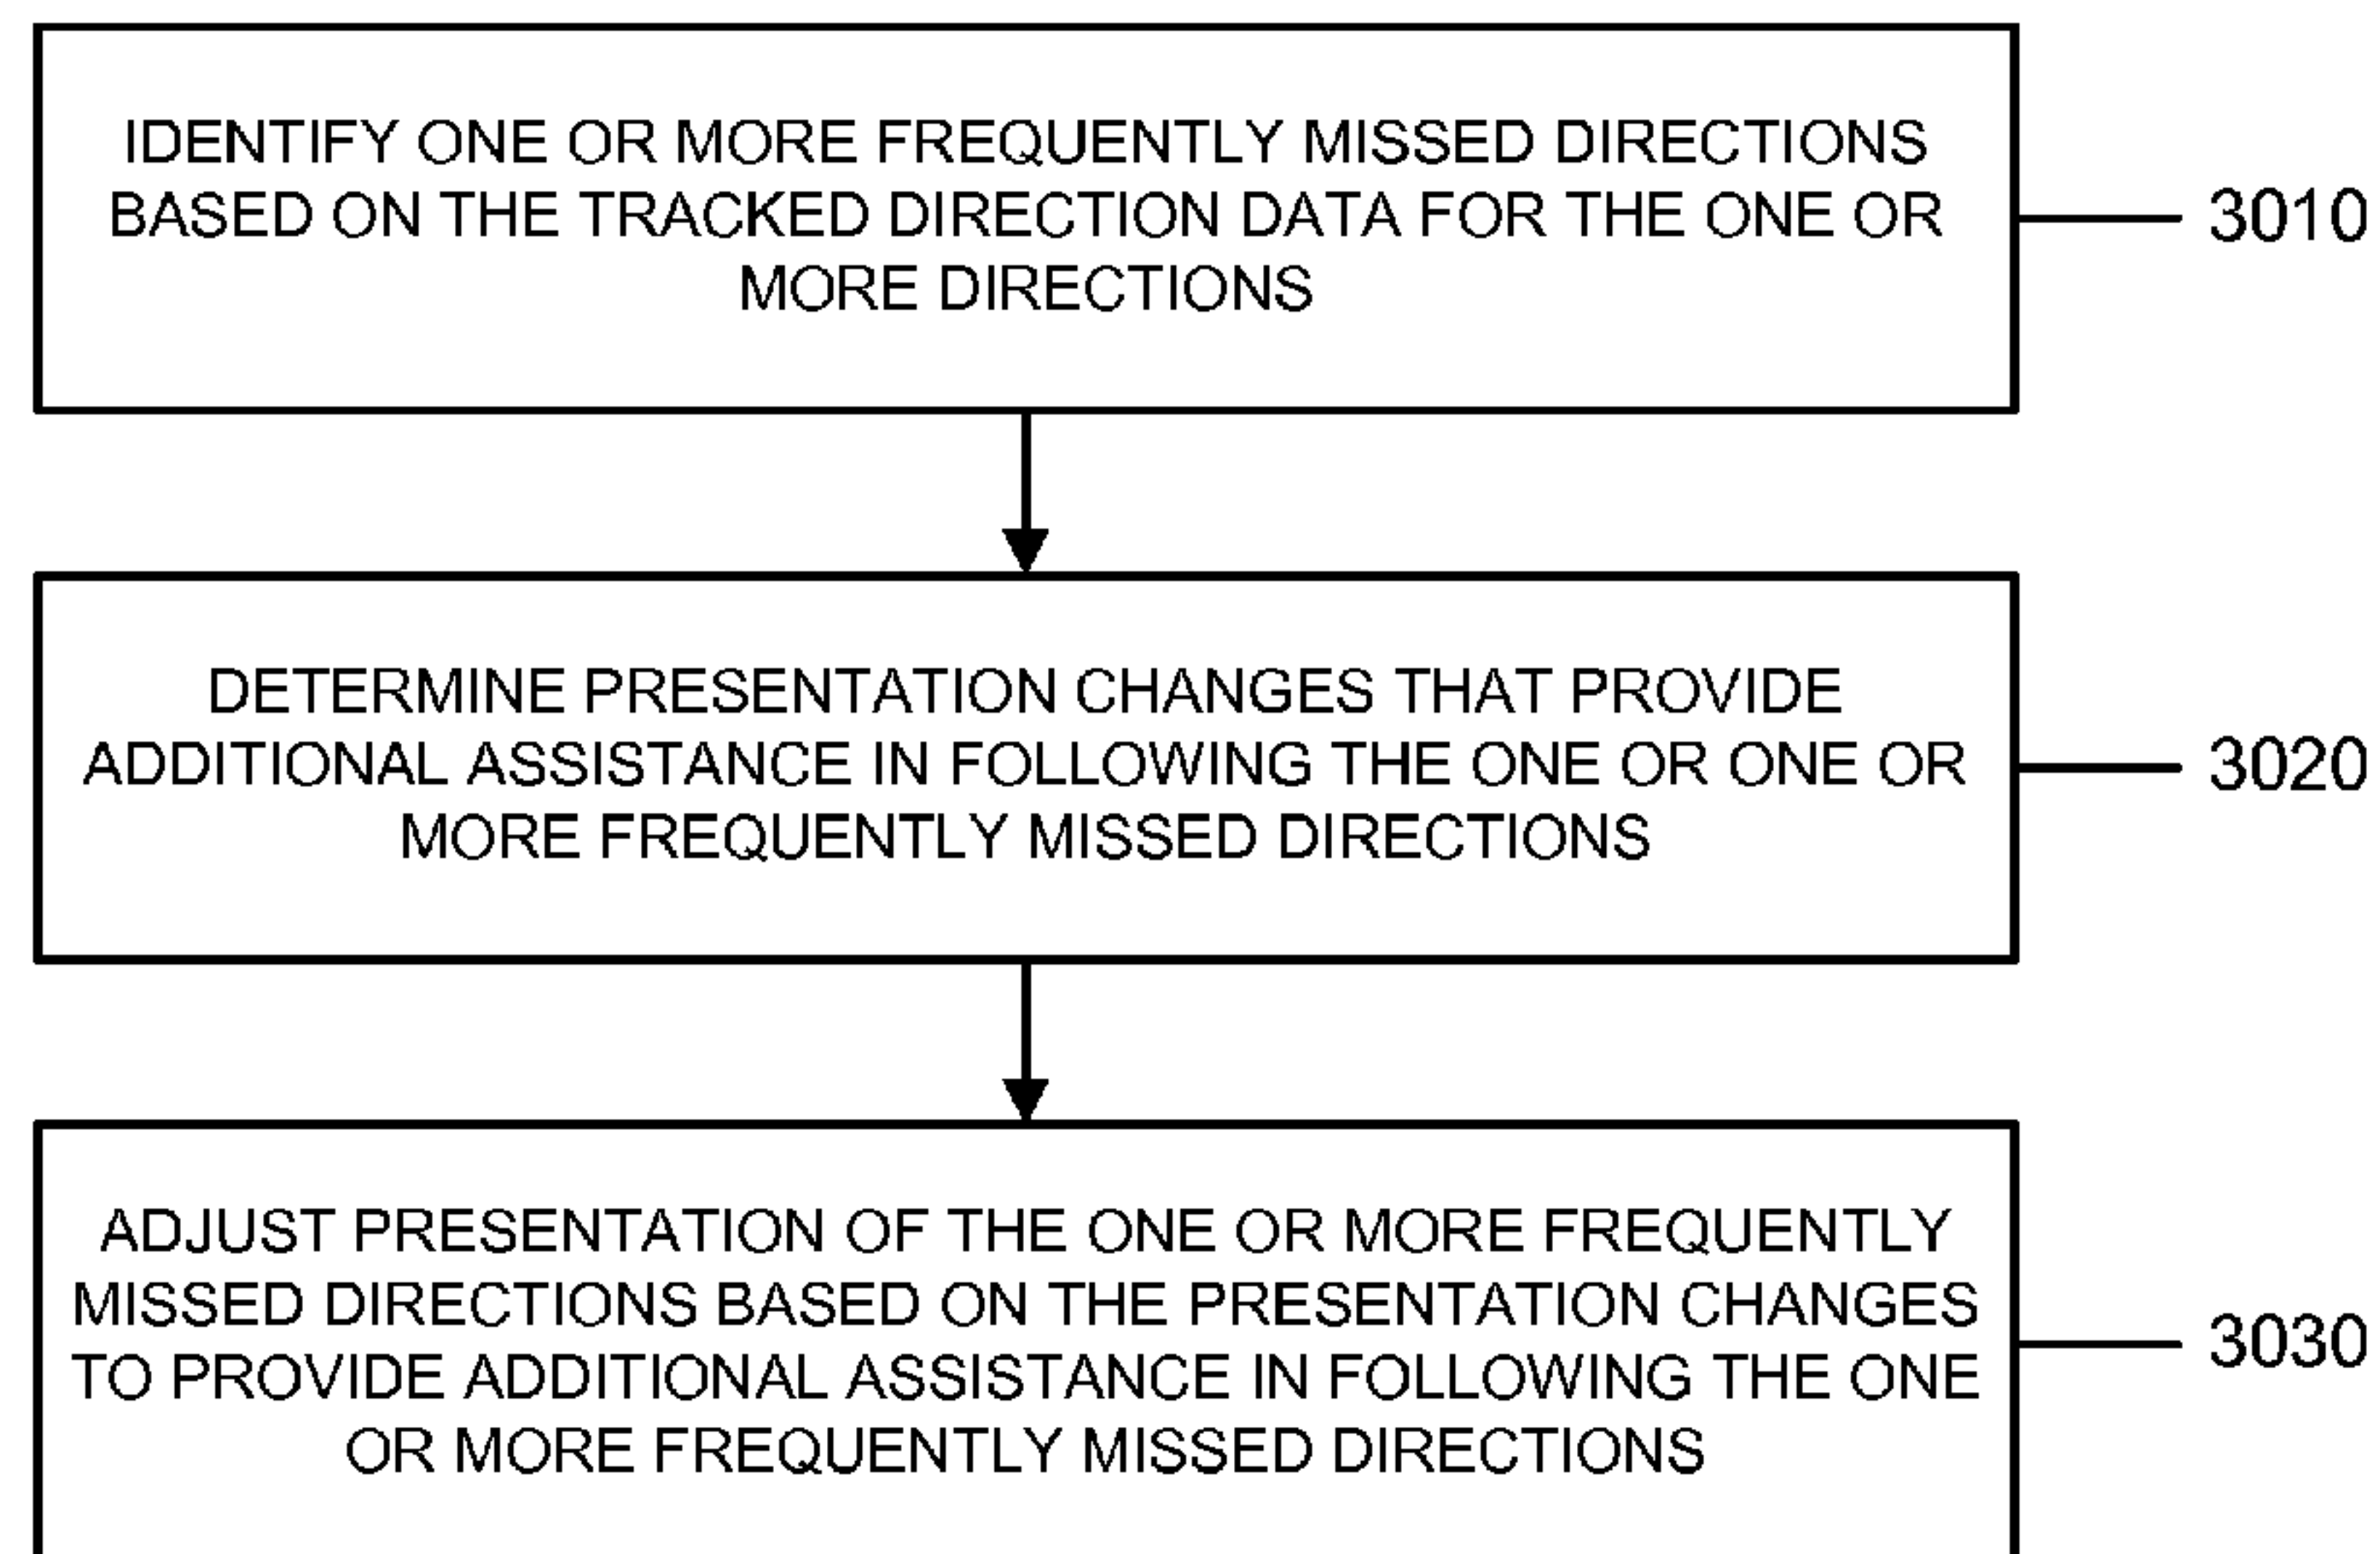 IDENTIFY ONE OR MORE FREQUENTLY MISSED DIRECTIONS
BASED ON THE TRACKED DIRECTION DATA FOR THE ONE OR
MORE DIRECTIONS
3010
DETERMINE PRESENTATION CHANGES THAT PROVIDE
ADDITIONAL ASSISTANCE IN FOLLOWING THE ONE OR ONE OR
MORE FREQUENTLY MISSED DIRECTIONS
3020
ADJUST PRESENTATION OF THE ONE OR MORE FREQUENTLY
MISSED DIRECTIONS BASED ON THE PRESENTATION CHANGES
TO PROVIDE ADDITIONAL ASSISTANCE IN FOLLOWING THE ONE
OR MORE FREQUENTLY MISSED DIRECTIONS
3030